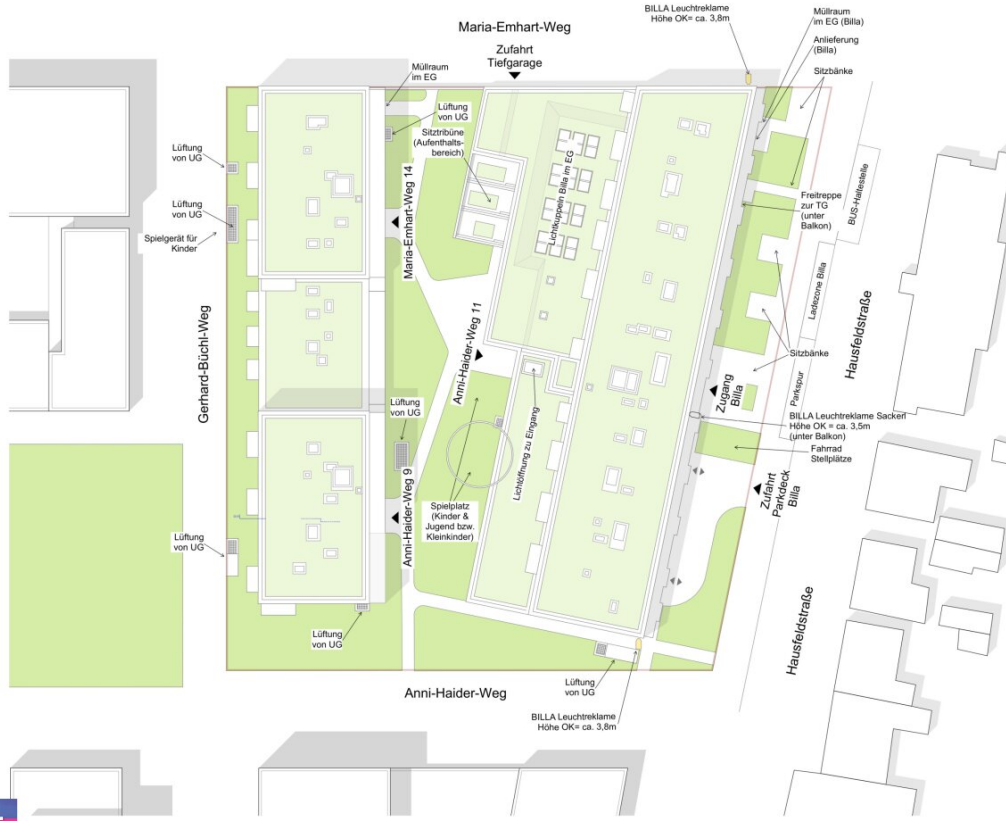 BILLA Leuchtreklame
Höhe OK= ca. 3,8m
Müllraum
im EG (Billa)
Anlieferung
(Billa)
Sitzbänke
Maria-Emhart-Weg
Zufahrt
Tiefgarage
Müllraum
im EG
Lüftung
von UG
Sitztribüne
(Aufenthalts-
bereich)
Lüftung
von UG
Lüftung
von UG
Spielgerät für
Kinder
Maria-Emhart-Weg 14
Lichtkuppeln Billa im EG
Freitreppe
zur TG
(unter
Balkon)
BUS-Haltestelle
Ladezone Billa
Hausfeldstraße
Gerhard-Büchl-Weg
Anni-Haider-Weg 11
Sitzbänke
Parkspur
Zugang
Billa
Lüftung
von UG
Lichtöffnung zu Eingang
BILLA Leuchtreklame Sackerl
Höhe OK = ca. 3,5m
(unter Balkon)
Fahrrad
Stellplätze
Zufahrt
Parkdeck
Billa
Anni-Haider-Weg 9
Spielplatz
(Kinder &
Jugend bzw.
Kleinkinder)
Lüftung
von UG
Lüftung
von UG
Hausfeldstraße
Anni-Haider-Weg
Lüftung
von UG
BILLA Leuchtreklame
Höhe OK= ca. 3,8m